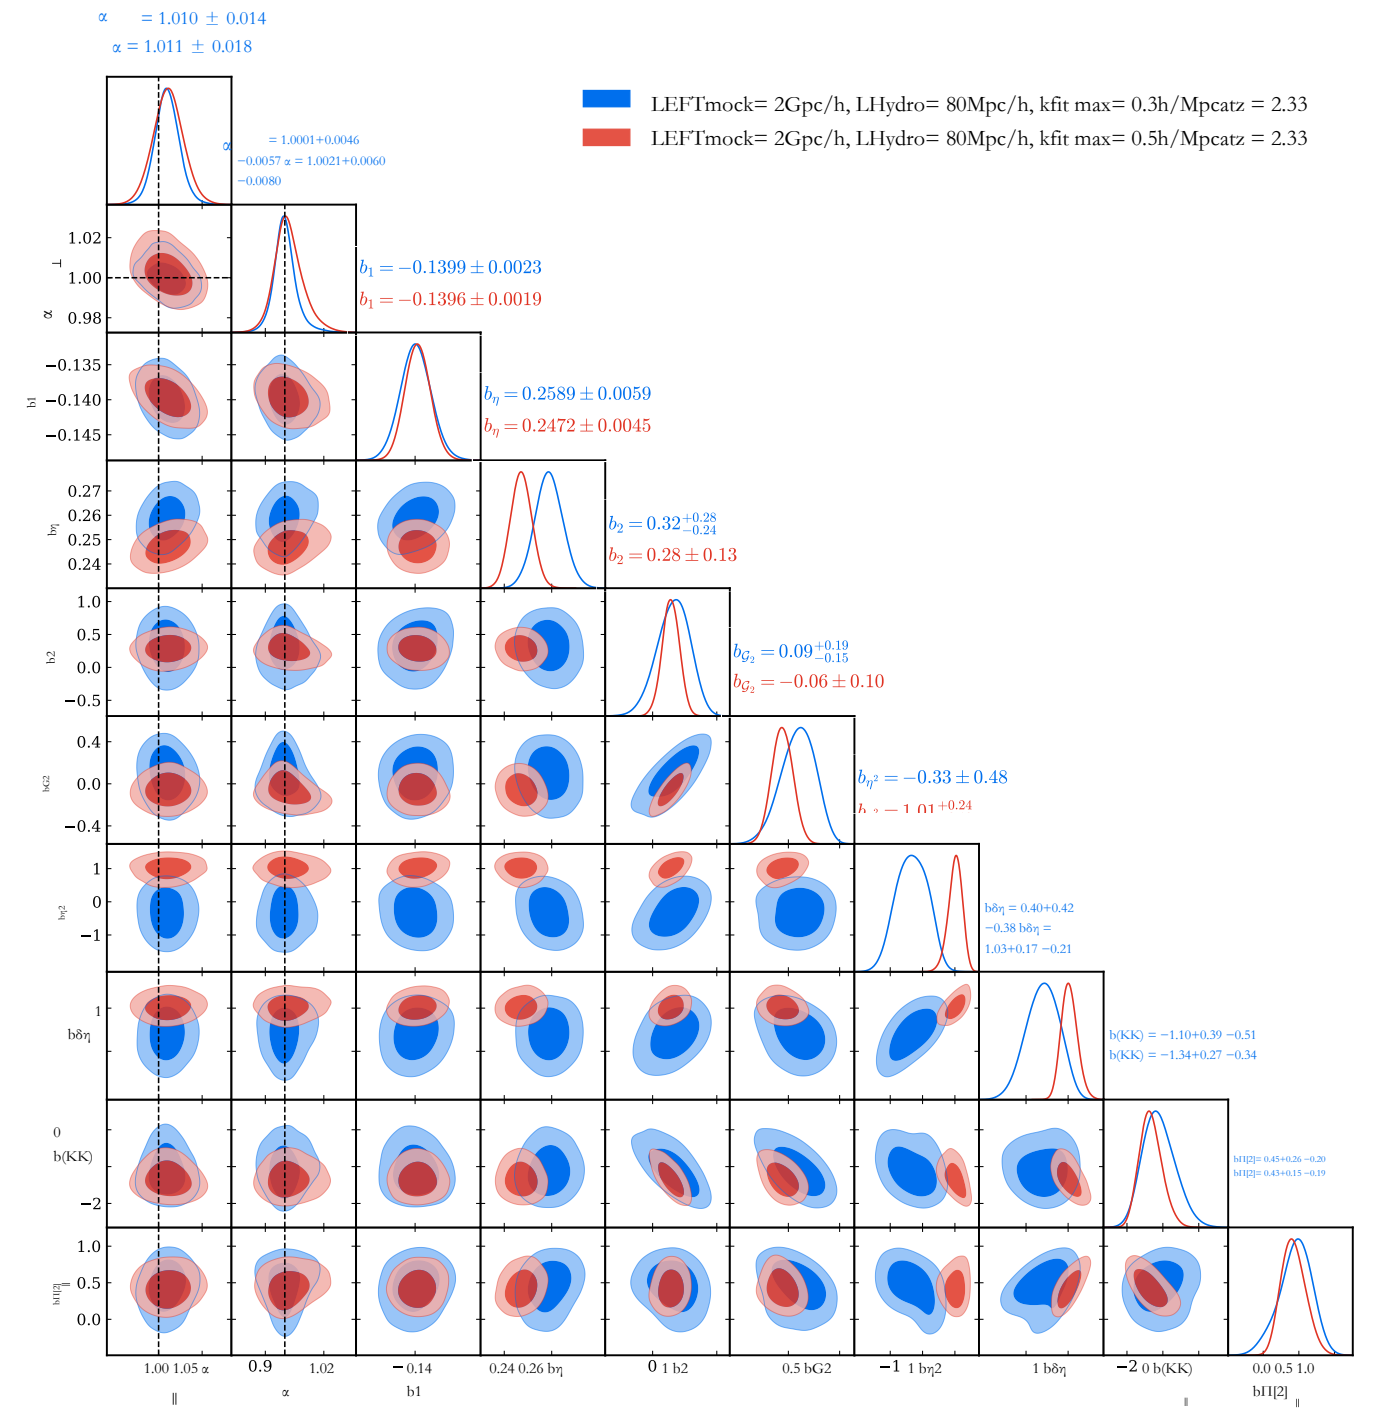 α = 1.010 ± 0.014
α = 1.011 ± 0.018
LEFTmock= 2Gpc/h, LHydro= 80Mpc/h, kfit max= 0.3h/Mpcatz = 2.33
LEFTmock= 2Gpc/h, LHydro= 80Mpc/h, kfit max= 0.5h/Mpcatz = 2.33
α = 1.0001+0.0046
−0.0057 α = 1.0021+0.0060
−0.0080
1.02
1.00
0.98
α ⊥
b₁ = −0.1399 ± 0.0023
b₁ = −0.1396 ± 0.0019
−0.135
−0.140
−0.145
b1
b_η = 0.2589 ± 0.0059
b_η = 0.2472 ± 0.0045
0.27
0.26
0.25
0.24
bη
b₂ = 0.32 +0.28 −0.24
b₂ = 0.28 ± 0.13
1.0
0.5
0.0
−0.5
b2
b_𝒢₂ = 0.09 +0.19 −0.15
b_𝒢₂ = −0.06 ± 0.10
0.4
0.0
−0.4
bG2
b_η² = −0.33 ± 0.48
1
0
−1
bη2
bδη = 0.40+0.42
−0.38 bδη =
1.03+0.17 −0.21
1
bδη
b(KK) = −1.10+0.39 −0.51
b(KK) = −1.34+0.27 −0.34
0
b(KK)
−2
bΠ[2]= 0.45+0.26 −0.20
bΠ[2]= 0.43+0.15 −0.19
1.0
0.5
0.0
bΠ[2] ∥
1.00 1.05 α 0.9 1.02 −0.14 0.24 0.26 bη 0 1 b2 0.5 bG2 −1 1 bη2 1 bδη −2 0 b(KK) 0.0 0.5 1.0
∥ α b1 ∥ bΠ[2] ∥